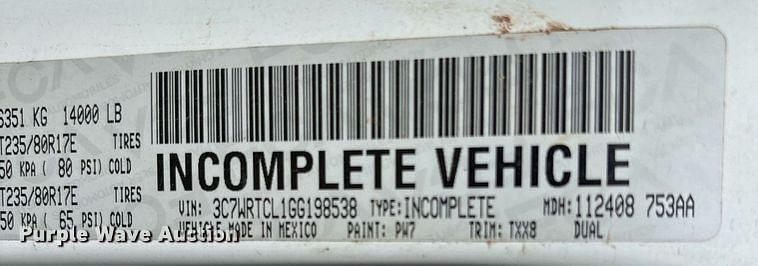 6351 KG 14000 LB
T235/80R17E TIRES
50 KPA ( 80 PSI) COLD
T235/80R17E TIRES
50 KPA ( 65 PSI) COLD
INCOMPLETE VEHICLE
VIN: 3C7WRTCL1GG198538 TYPE:INCOMPLETE MDH:112408 753AA
VEHICLE MADE IN MEXICO PAINT: PW7 TRIM: TXX8 DUAL
Purple Wave Auction